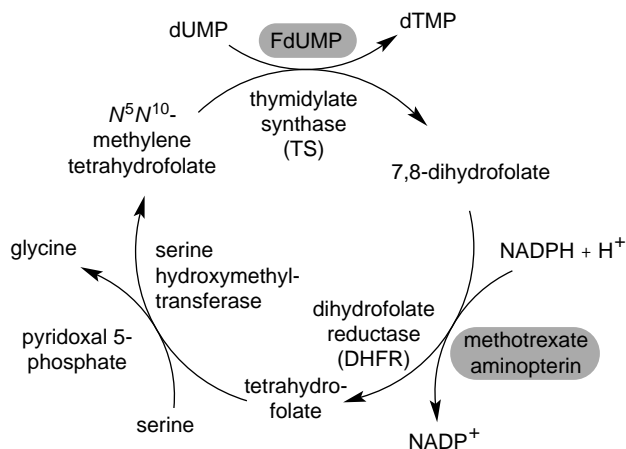 dUMP
FdUMP
dTMP
thymidylate
synthase
(TS)
N⁵N¹⁰-
methylene
tetrahydrofolate
7,8-dihydrofolate
glycine
serine
hydroxymethyl-
transferase
NADPH + H⁺
dihydrofolate
reductase
(DHFR)
methotrexate
aminopterin
pyridoxal 5-
phosphate
tetrahydro-
folate
serine
NADP⁺